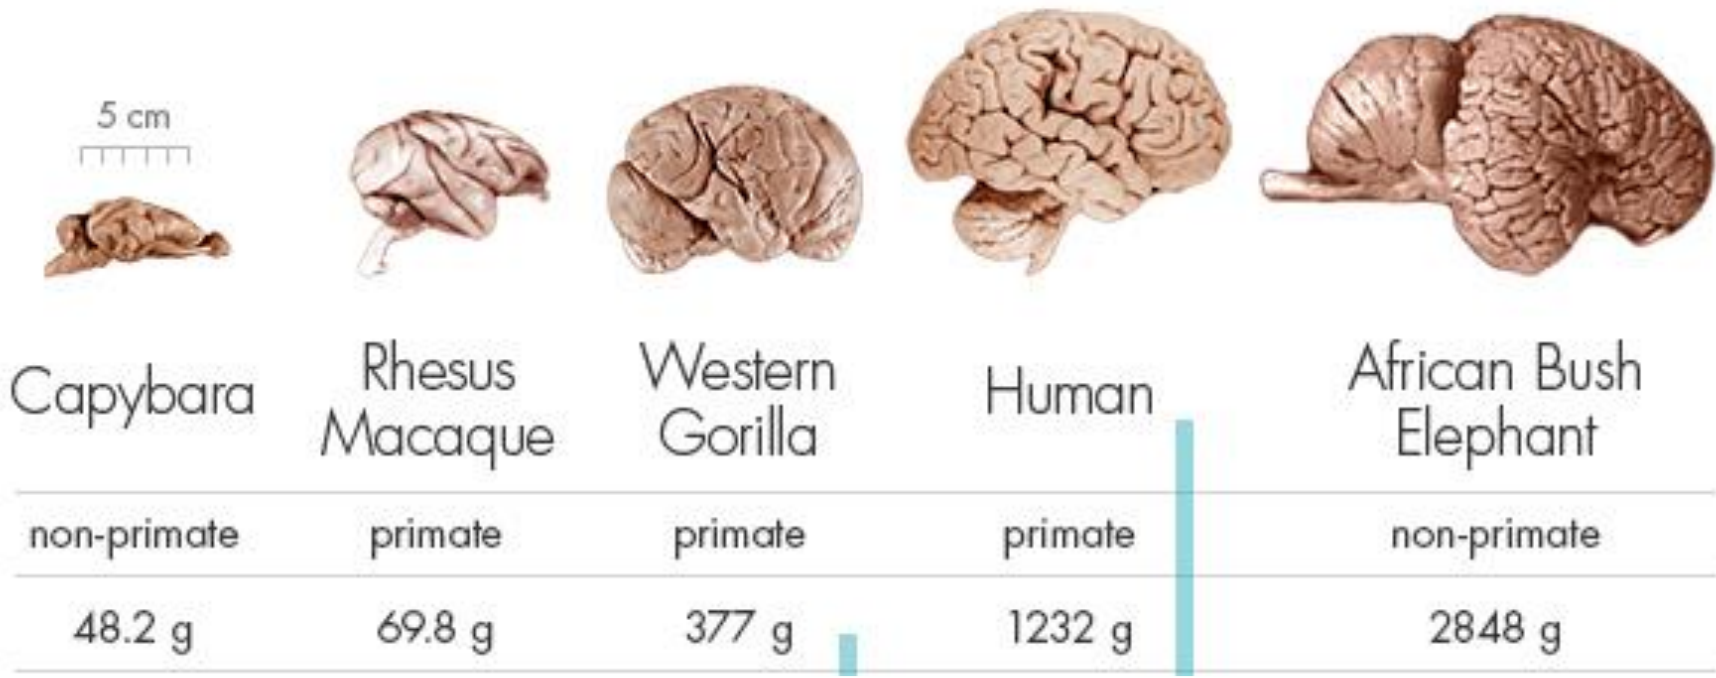 5 cm
Capybara
Rhesus
Macaque
Western
Gorilla
Human
African Bush
Elephant
non-primate primate primate primate non-primate
48.2 g 69.8 g 377 g 1232 g 2848 g